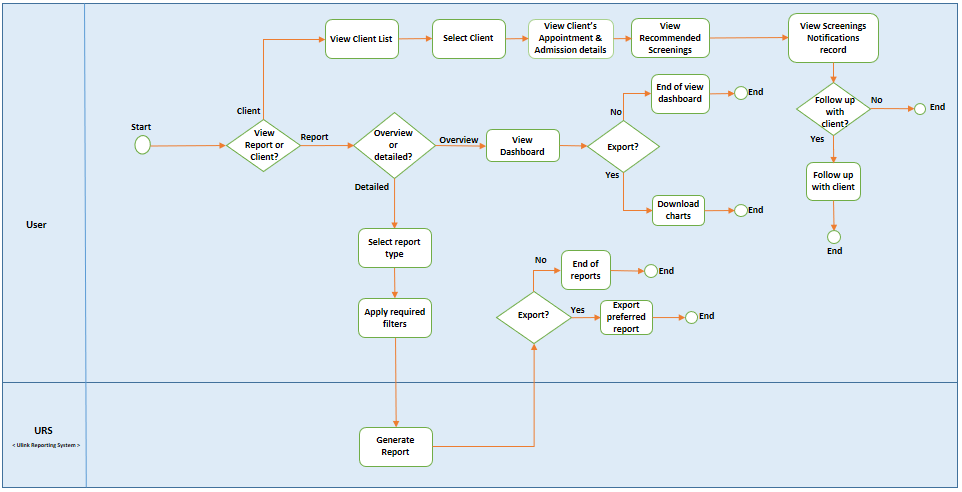 View Client List
Select Client
View Client's
Appointment &
Admission details
View
Recommended
Screenings
View Screenings
Notifications
record
Client
Start
View
Report or
Client?
Report
Overview
or
detailed?
Overview
View
Dashboard
Export?
No
End of view
dashboard
End
Yes
Download
charts
End
Follow up
with
client?
No
End
Yes
Follow up
with client
End
Detailed
User
Select report
type
Apply required
filters
Export?
No
End of
reports
End
Yes
Export
preferred
report
End
URS
< Ulink Reporting System >
Generate
Report